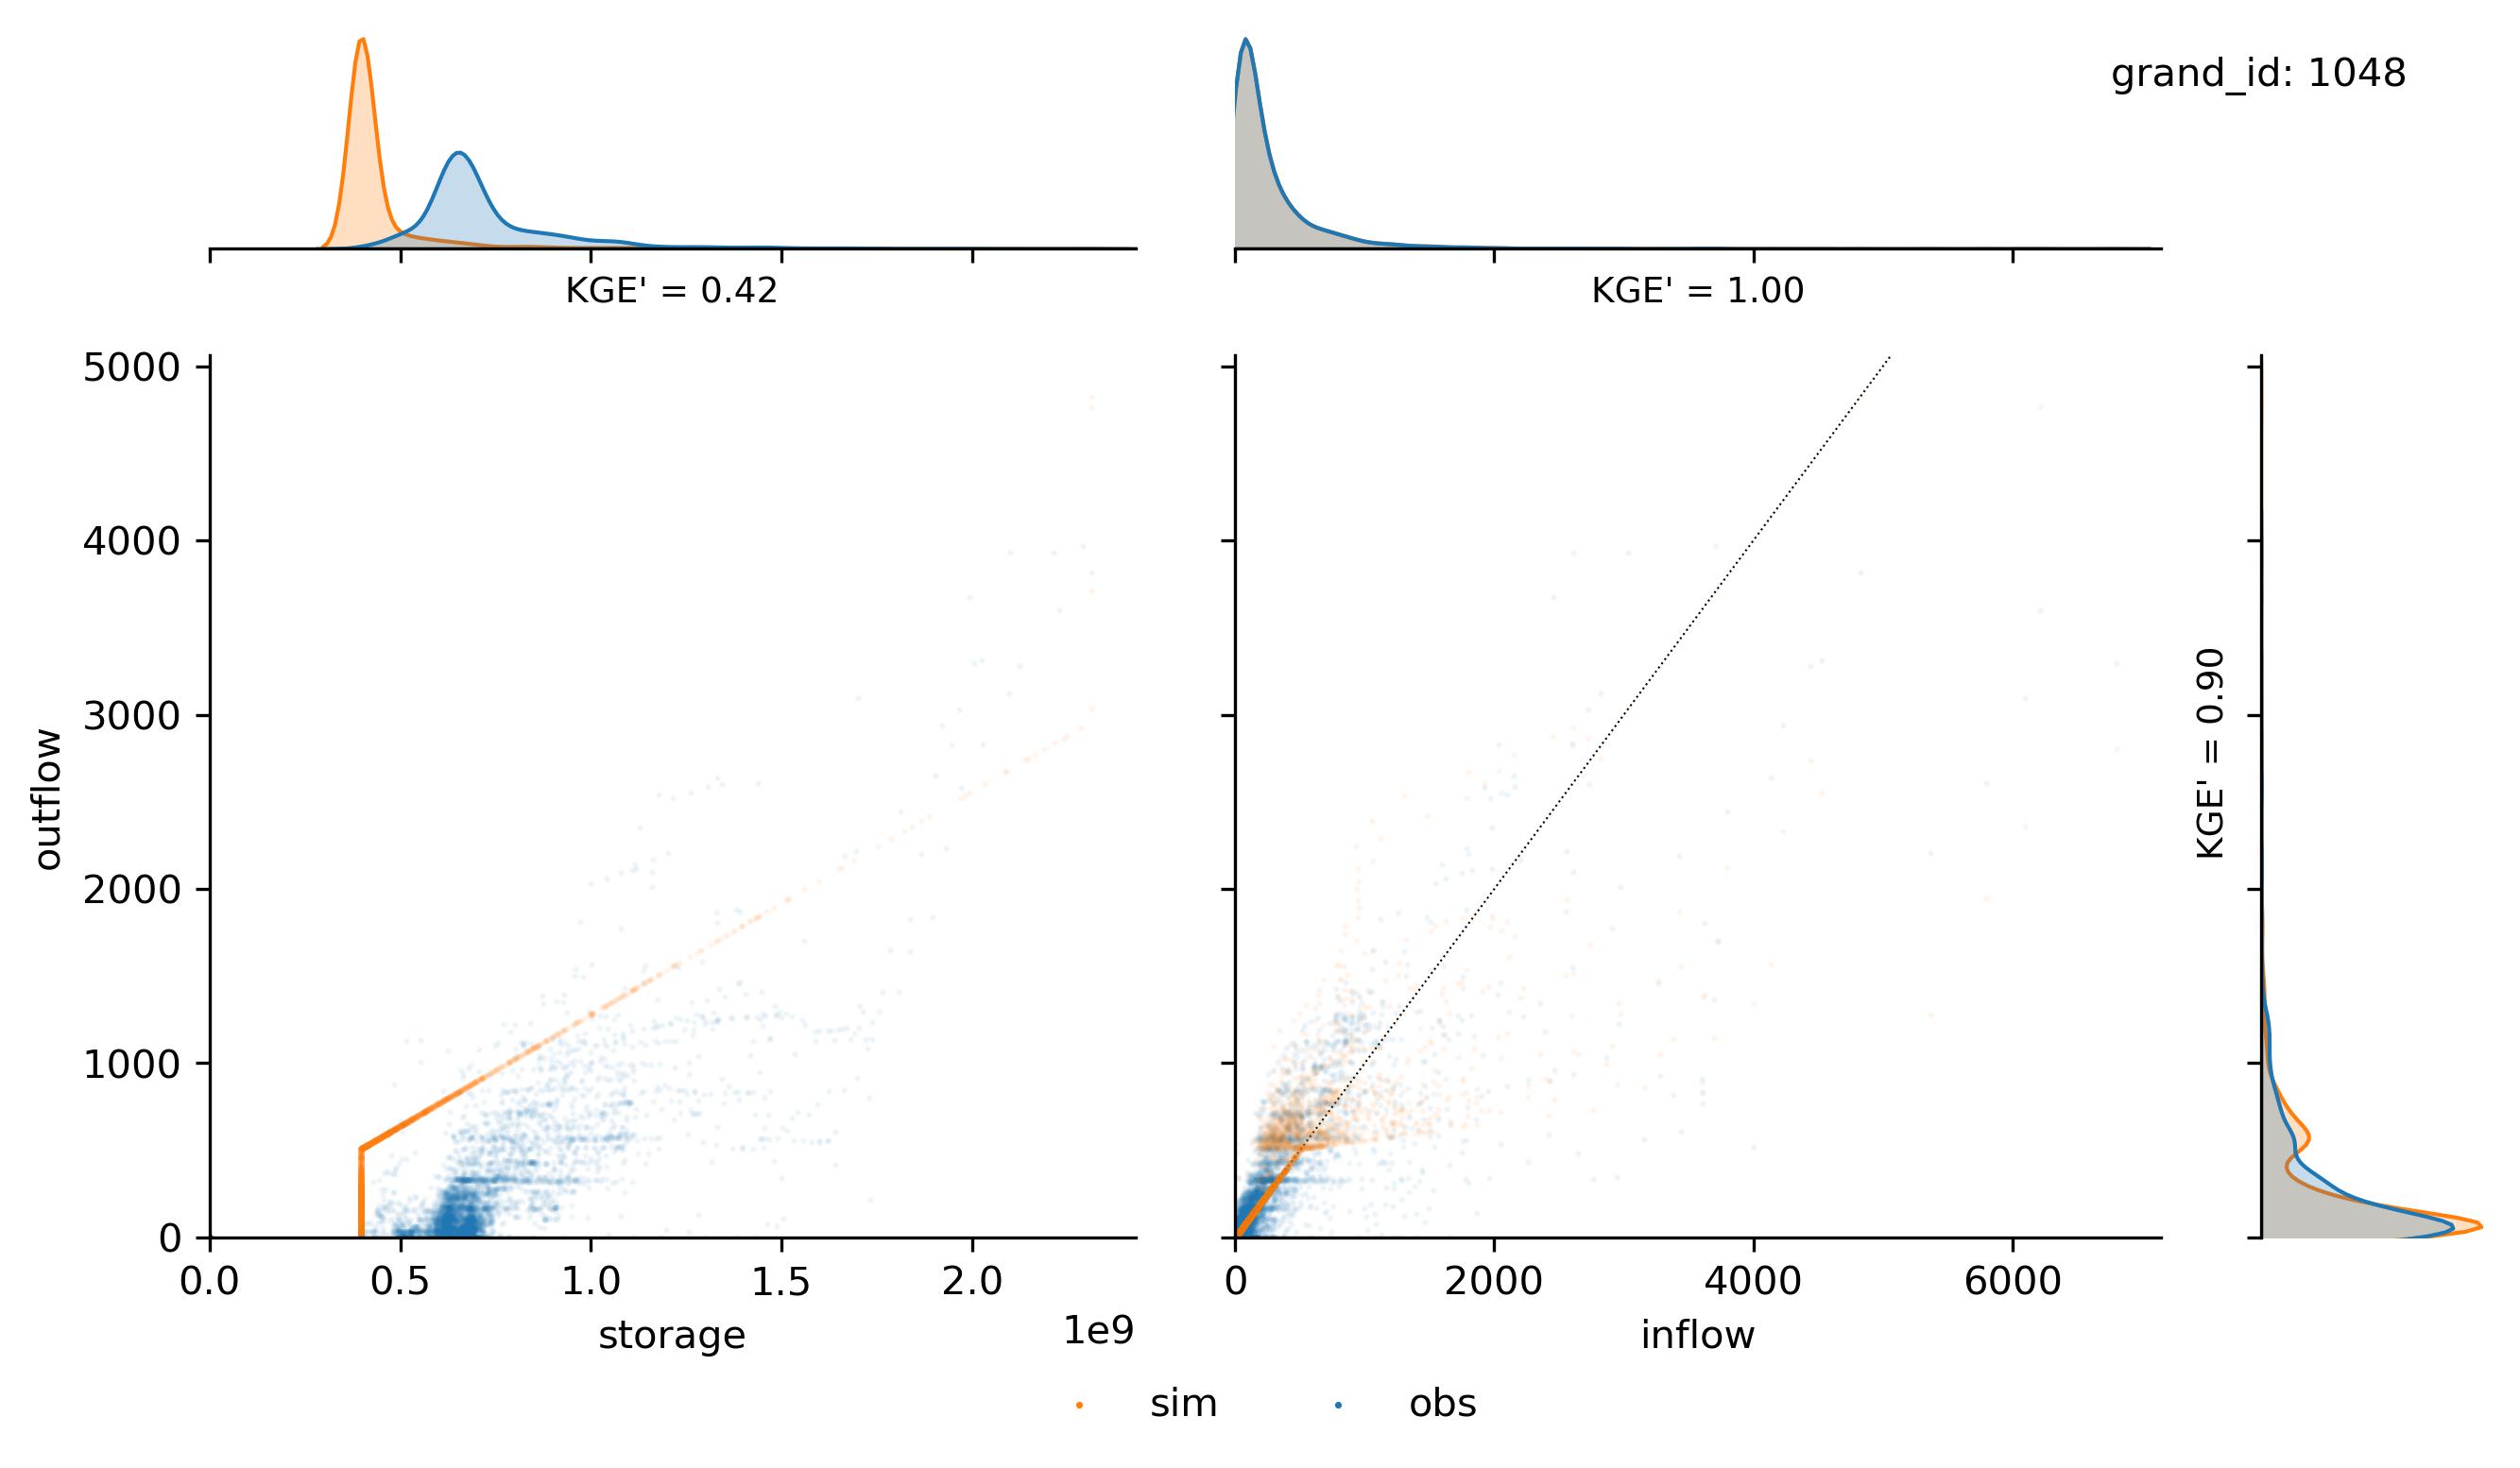 grand_id: 1048
KGE' = 0.42
KGE' = 1.00
5000
4000
3000
2000
1000
0
outflow
KGE' = 0.90
0.0 0.5 1.0 1.5 2.0
0 2000 4000 6000
1e9
storage
inflow
sim obs